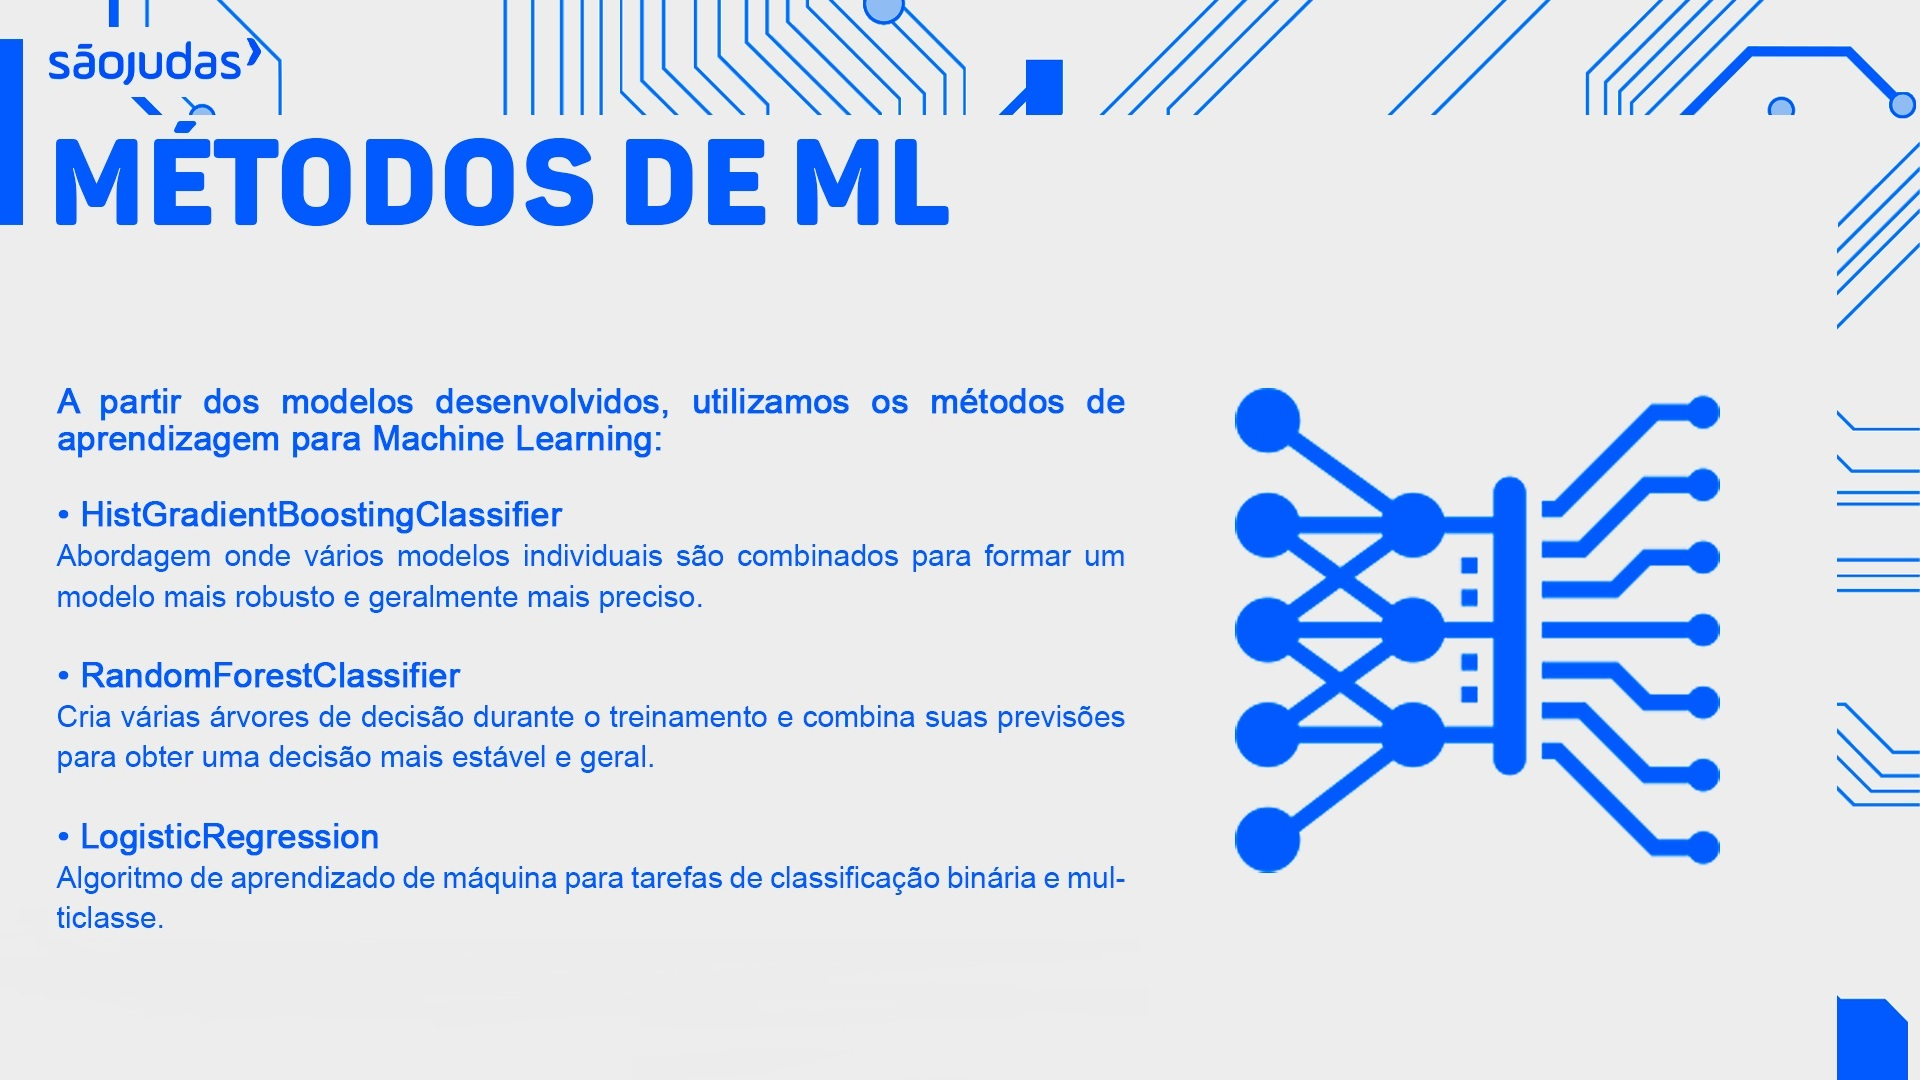 sãojudas
MÉTODOS DE ML
A partir dos modelos desenvolvidos, utilizamos os métodos de
aprendizagem para Machine Learning:
• HistGradientBoostingClassifier
Abordagem onde vários modelos individuais são combinados para formar um
modelo mais robusto e geralmente mais preciso.
• RandomForestClassifier
Cria várias árvores de decisão durante o treinamento e combina suas previsões
para obter uma decisão mais estável e geral.
• LogisticRegression
Algoritmo de aprendizado de máquina para tarefas de classificação binária e mul-
ticlasse.